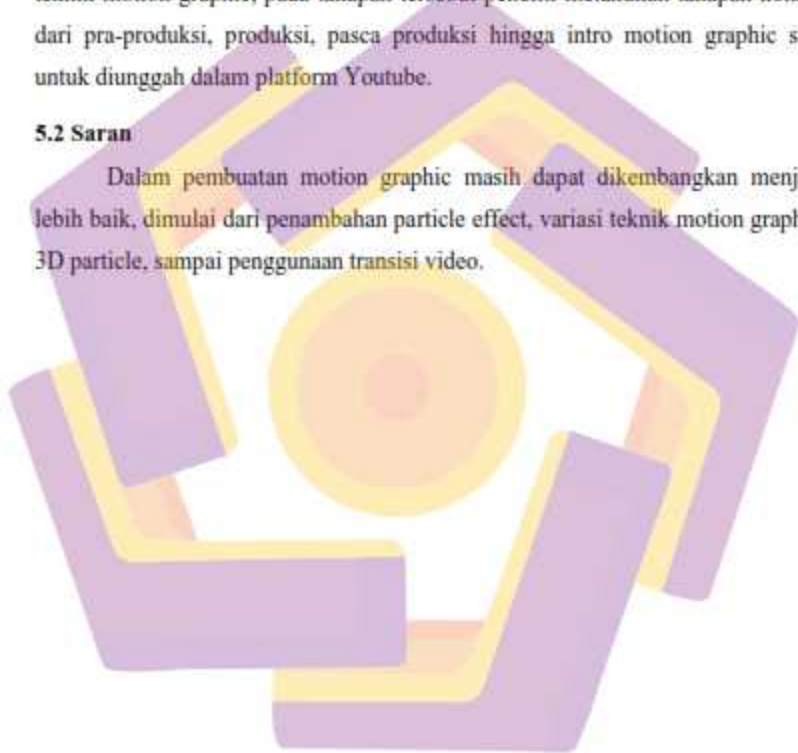 dari pra-produksi, produksi, pasca produksi hingga intro motion graphic s
untuk diunggah dalam platform Youtube.
5.2 Saran
Dalam pembuatan motion graphic masih dapat dikembangkan menj
lebih baik, dimulai dari penambahan particle effect, variasi teknik motion graph
3D particle, sampai penggunaan transisi video.